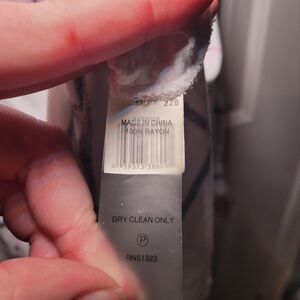 228
MADE IN CHINA
100% RAYON
DRY CLEAN ONLY
P
RN51323